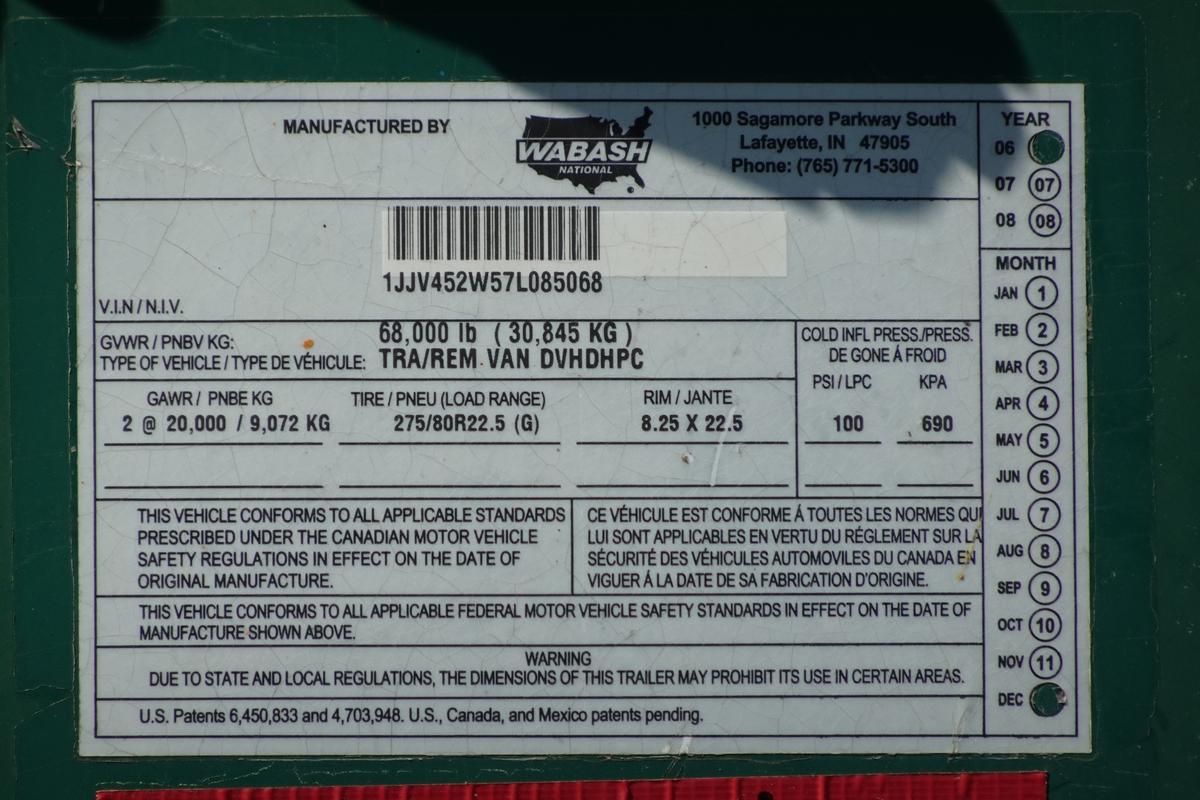 MANUFACTURED BY
WABASH
NATIONAL
1000 Sagamore Parkway South
Lafayette, IN 47905
Phone: (765) 771-5300
YEAR
06
07 07
08 08
1JJV452W57L085068
V.I.N / N.I.V.
GVWR / PNBV KG: 68,000 lb ( 30,845 KG )
TYPE OF VEHICLE / TYPE DE VÉHICULE: TRA/REM VAN DVHDHPC
COLD INFL PRESS./PRESS.
DE GONE Á FROID
PSI / LPC KPA
100 690
GAWR / PNBE KG TIRE / PNEU (LOAD RANGE) RIM / JANTE
2 @ 20,000 / 9,072 KG 275/80R22.5 (G) 8.25 X 22.5
THIS VEHICLE CONFORMS TO ALL APPLICABLE STANDARDS
PRESCRIBED UNDER THE CANADIAN MOTOR VEHICLE
SAFETY REGULATIONS IN EFFECT ON THE DATE OF
ORIGINAL MANUFACTURE.
CE VÉHICULE EST CONFORME Á TOUTES LES NORMES QUI
LUI SONT APPLICABLES EN VERTU DU RÉGLEMENT SUR LA
SÉCURITÉ DES VÉHICULES AUTOMOVILES DU CANADA EN
VIGUER Á LA DATE DE SA FABRICATION D'ORIGINE.
THIS VEHICLE CONFORMS TO ALL APPLICABLE FEDERAL MOTOR VEHICLE SAFETY STANDARDS IN EFFECT ON THE DATE OF
MANUFACTURE SHOWN ABOVE.
WARNING
DUE TO STATE AND LOCAL REGULATIONS, THE DIMENSIONS OF THIS TRAILER MAY PROHIBIT ITS USE IN CERTAIN AREAS.
U.S. Patents 6,450,833 and 4,703,948. U.S., Canada, and Mexico patents pending.
MONTH
JAN 1
FEB 2
MAR 3
APR 4
MAY 5
JUN 6
JUL 7
AUG 8
SEP 9
OCT 10
NOV 11
DEC